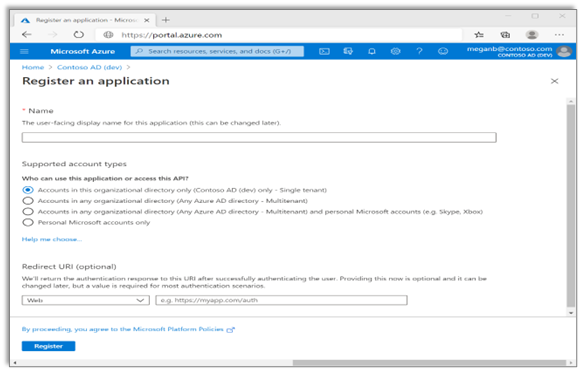 Register an application - Micros
https://portal.azure.com
Microsoft Azure
Search resources, services, and docs (G+/)
meganb@contoso.com
CONTOSO AD (DEV)
Home > Contoso AD (dev) >
Register an application
* Name
The user-facing display name for this application (this can be changed later).
Supported account types
Who can use this application or access this API?
Accounts in this organizational directory only (Contoso AD (dev) only - Single tenant)
Accounts in any organizational directory (Any Azure AD directory - Multitenant)
Accounts in any organizational directory (Any Azure AD directory - Multitenant) and personal Microsoft accounts (e.g. Skype, Xbox)
Personal Microsoft accounts only
Help me choose...
Redirect URI (optional)
We'll return the authentication response to this URI after successfully authenticating the user. Providing this now is optional and it can be
changed later, but a value is required for most authentication scenarios.
Web
e.g. https://myapp.com/auth
By proceeding, you agree to the Microsoft Platform Policies
Register